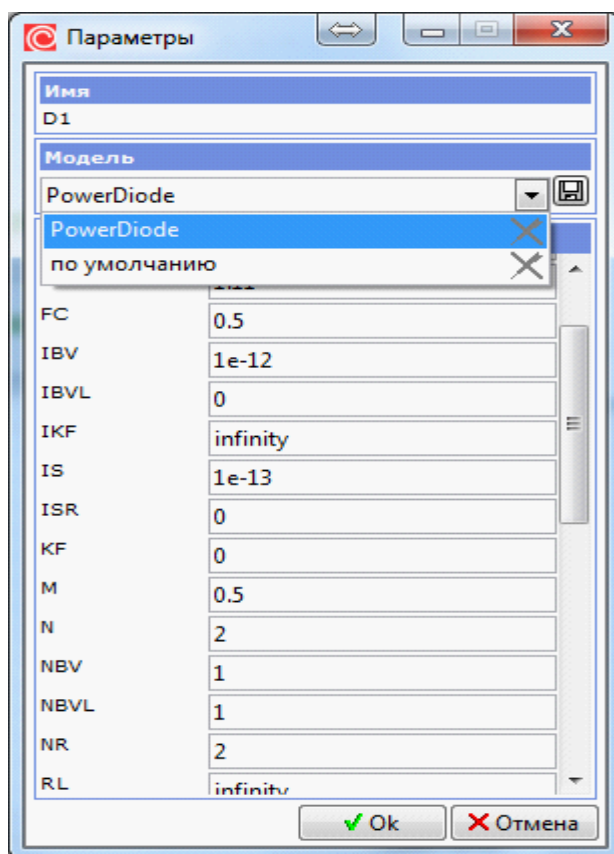 Параметры
Имя
D1
Модель
PowerDiode
PowerDiode
по умолчанию
FC 0.5
IBV 1e-12
IBVL 0
IKF infinity
IS 1e-13
ISR 0
KF 0
M 0.5
N 2
NBV 1
NBVL 1
NR 2
RL infinity
Ok Отмена